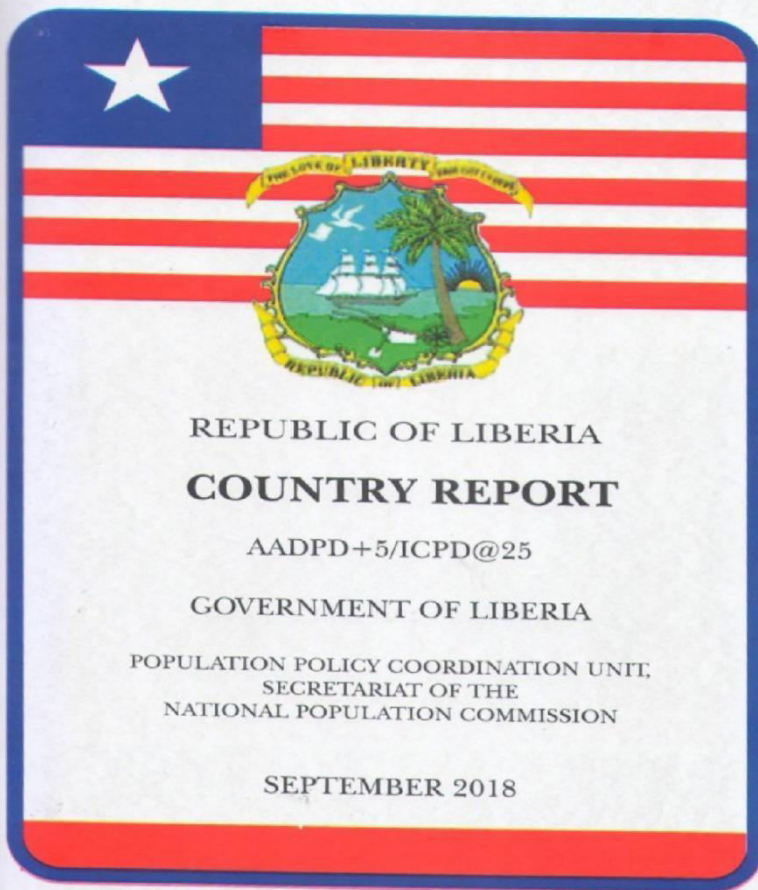 THE LOVE OF LIBERTY
REPUBLIC OF LIBERIA
REPUBLIC OF LIBERIA
COUNTRY REPORT
AADPD+5/ICPD@25
GOVERNMENT OF LIBERIA
POPULATION POLICY COORDINATION UNIT,
SECRETARIAT OF THE
NATIONAL POPULATION COMMISSION
SEPTEMBER 2018